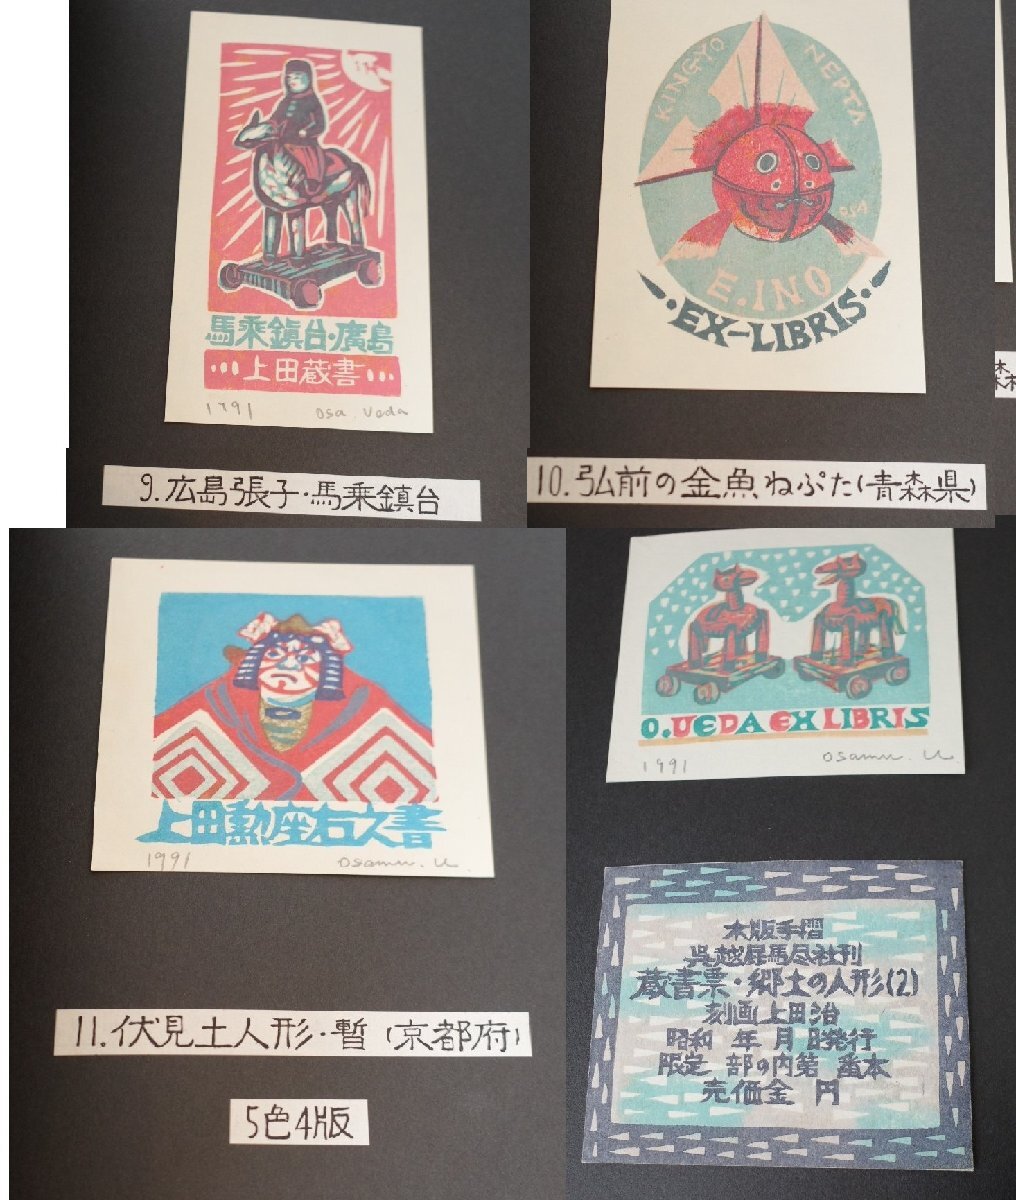 馬乗鎮台・廣島
上田蔵書
1991 Osa. Ueda
9. 広島張子・馬乗鎮台
KINGYO NEPTA
OSA
E. INO
・EX-LIBRIS・
10. 弘前の金魚ねぷた(青森県)
上田勲座右之書
1991 Osamu. U
11. 伏見土人形・暫(京都府)
5色4版
O. UEDA EX LIBRIS
1991 Osamu. U
木版手摺
呉越屋馬尽社刊
蔵書票・郷土の人形(2)
刻画上田治
昭和 年 月 日発行
限定 部の内第 番本
売価金 円